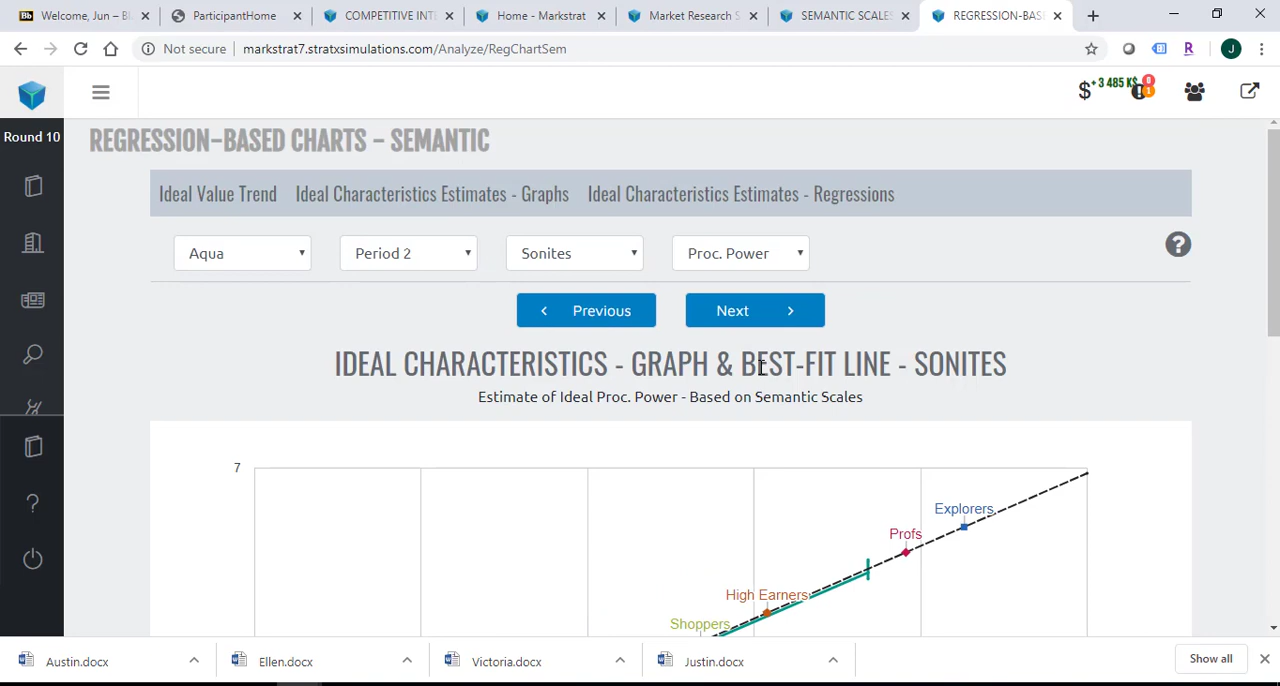 Welcome, Jun – Bl
ParticipantHome
COMPETITIVE INT
Home - Markstrat
Market Research S
SEMANTIC SCALES
REGRESSION-BAS
Not secure
markstrat7.stratxsimulations.com/Analyze/RegChartSem
$ + 3 485 K$
0
1
Round 10
REGRESSION-BASED CHARTS - SEMANTIC
Ideal Value Trend
Ideal Characteristics Estimates - Graphs
Ideal Characteristics Estimates - Regressions
Aqua
Period 2
Sonites
Proc. Power
Previous
Next
IDEAL CHARACTERISTICS - GRAPH & BEST-FIT LINE - SONITES
Estimate of Ideal Proc. Power - Based on Semantic Scales
7
Explorers
Profs
High Earners
Shoppers
Austin.docx
Ellen.docx
Victoria.docx
Justin.docx
Show all